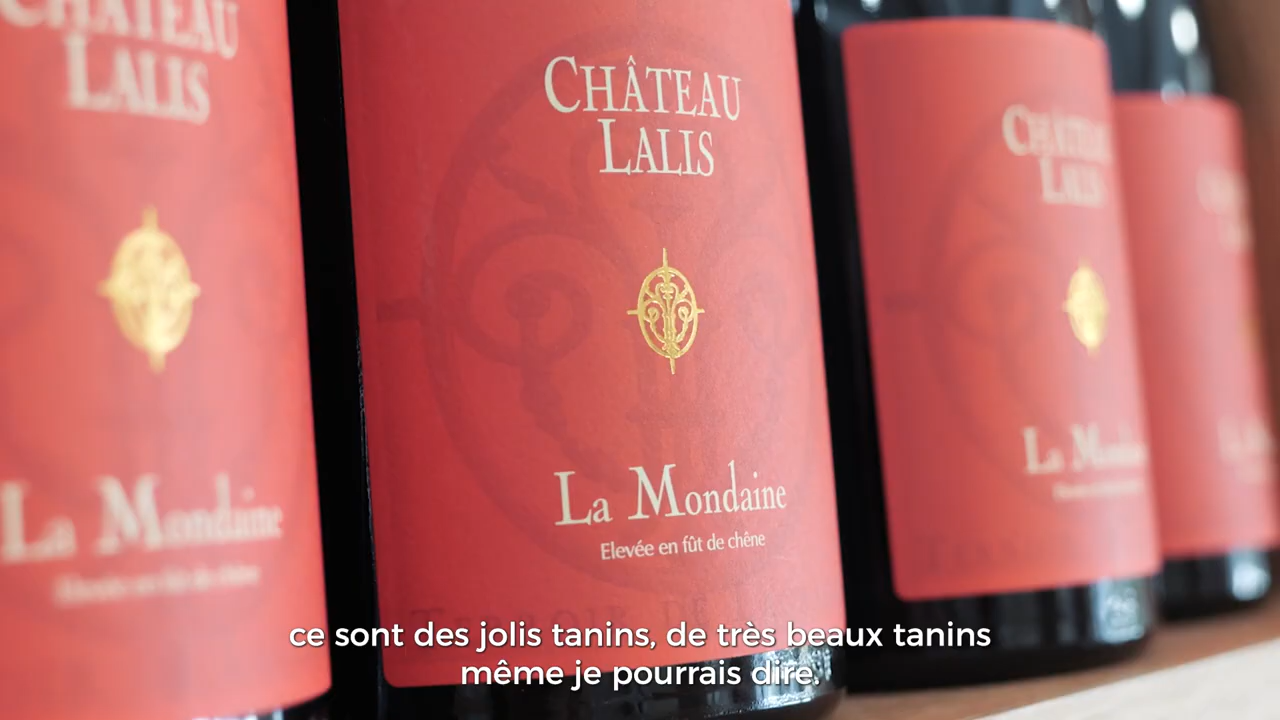 CHÂTEAU
LALIS
La Mondaine
CHÂTEAU
LALIS
La Mondaine
Elevée en fût de chêne
CHÂTEAU
LALIS
La Mondaine
ce sont des jolis tanins, de très beaux tanins
même je pourrais dire.